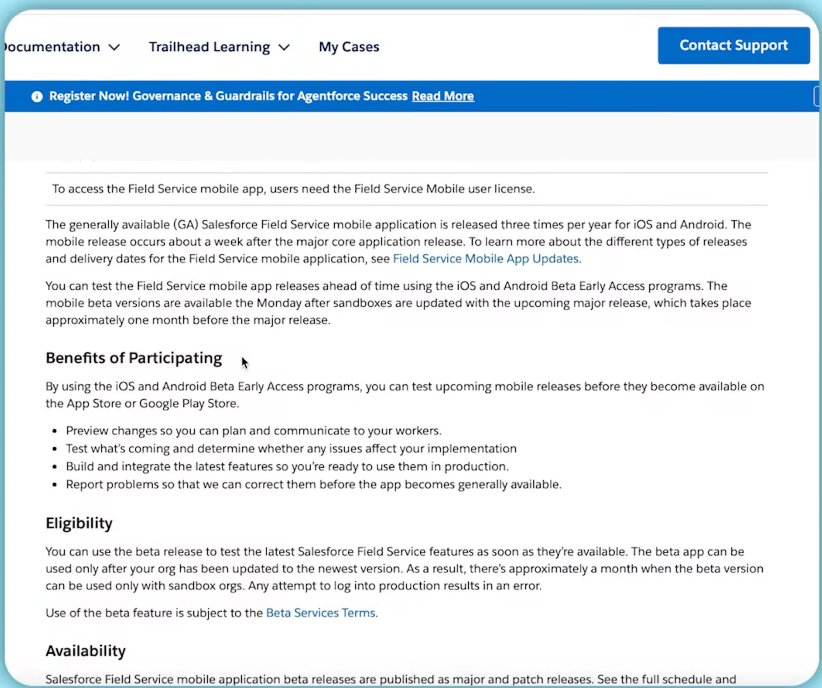 Documentation
Trailhead Learning
My Cases
Contact Support
Register Now! Governance & Guardrails for Agentforce Success Read More
To access the Field Service mobile app, users need the Field Service Mobile user license.
The generally available (GA) Salesforce Field Service mobile application is released three times per year for iOS and Android. The
mobile release occurs about a week after the major core application release. To learn more about the different types of releases
and delivery dates for the Field Service mobile application, see Field Service Mobile App Updates.
You can test the Field Service mobile app releases ahead of time using the iOS and Android Beta Early Access programs. The
mobile beta versions are available the Monday after sandboxes are updated with the upcoming major release, which takes place
approximately one month before the major release.
Benefits of Participating
By using the iOS and Android Beta Early Access programs, you can test upcoming mobile releases before they become available on
the App Store or Google Play Store.
• Preview changes so you can plan and communicate to your workers.
• Test what's coming and determine whether any issues affect your implementation
• Build and integrate the latest features so you're ready to use them in production.
• Report problems so that we can correct them before the app becomes generally available.
Eligibility
You can use the beta release to test the latest Salesforce Field Service features as soon as they're available. The beta app can be
used only after your org has been updated to the newest version. As a result, there's approximately a month when the beta version
can be used only with sandbox orgs. Any attempt to log into production results in an error.
Use of the beta feature is subject to the Beta Services Terms.
Availability
Salesforce Field Service mobile application beta releases are published as major and patch releases. See the full schedule and